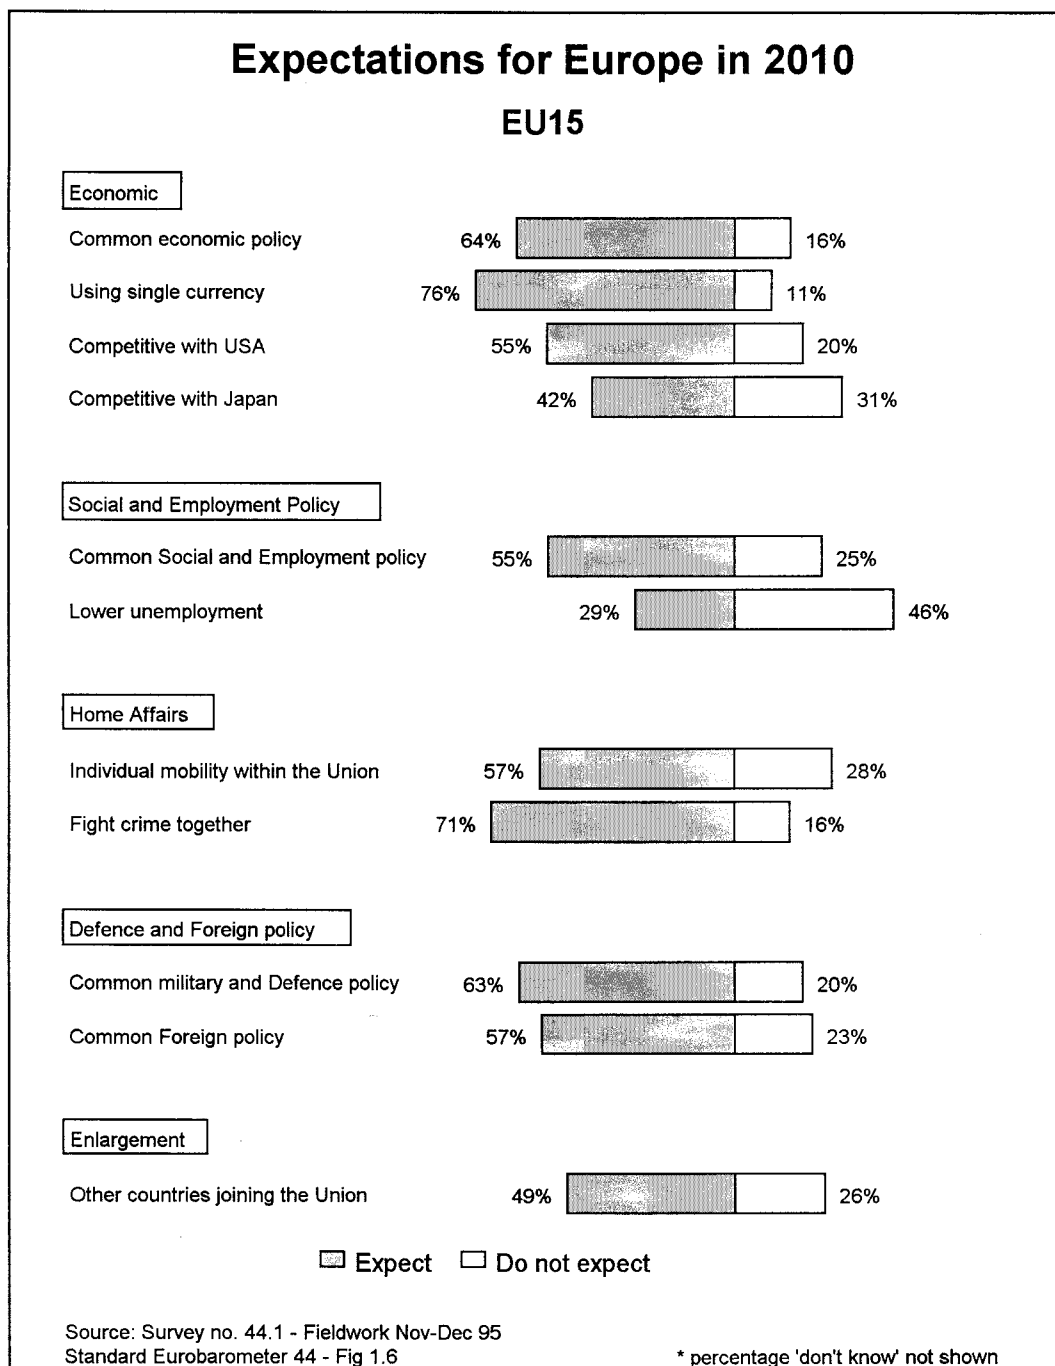 Expectations for Europe in 2010
EU15
Economic
Common economic policy 64% 16%
Using single currency 76% 11%
Competitive with USA 55% 20%
Competitive with Japan 42% 31%
Social and Employment Policy
Common Social and Employment policy 55% 25%
Lower unemployment 29% 46%
Home Affairs
Individual mobility within the Union 57% 28%
Fight crime together 71% 16%
Defence and Foreign policy
Common military and Defence policy 63% 20%
Common Foreign policy 57% 23%
Enlargement
Other countries joining the Union 49% 26%
Expect Do not expect
Source: Survey no. 44.1 - Fieldwork Nov-Dec 95
Standard Eurobarometer 44 - Fig 1.6 * percentage 'don't know' not shown